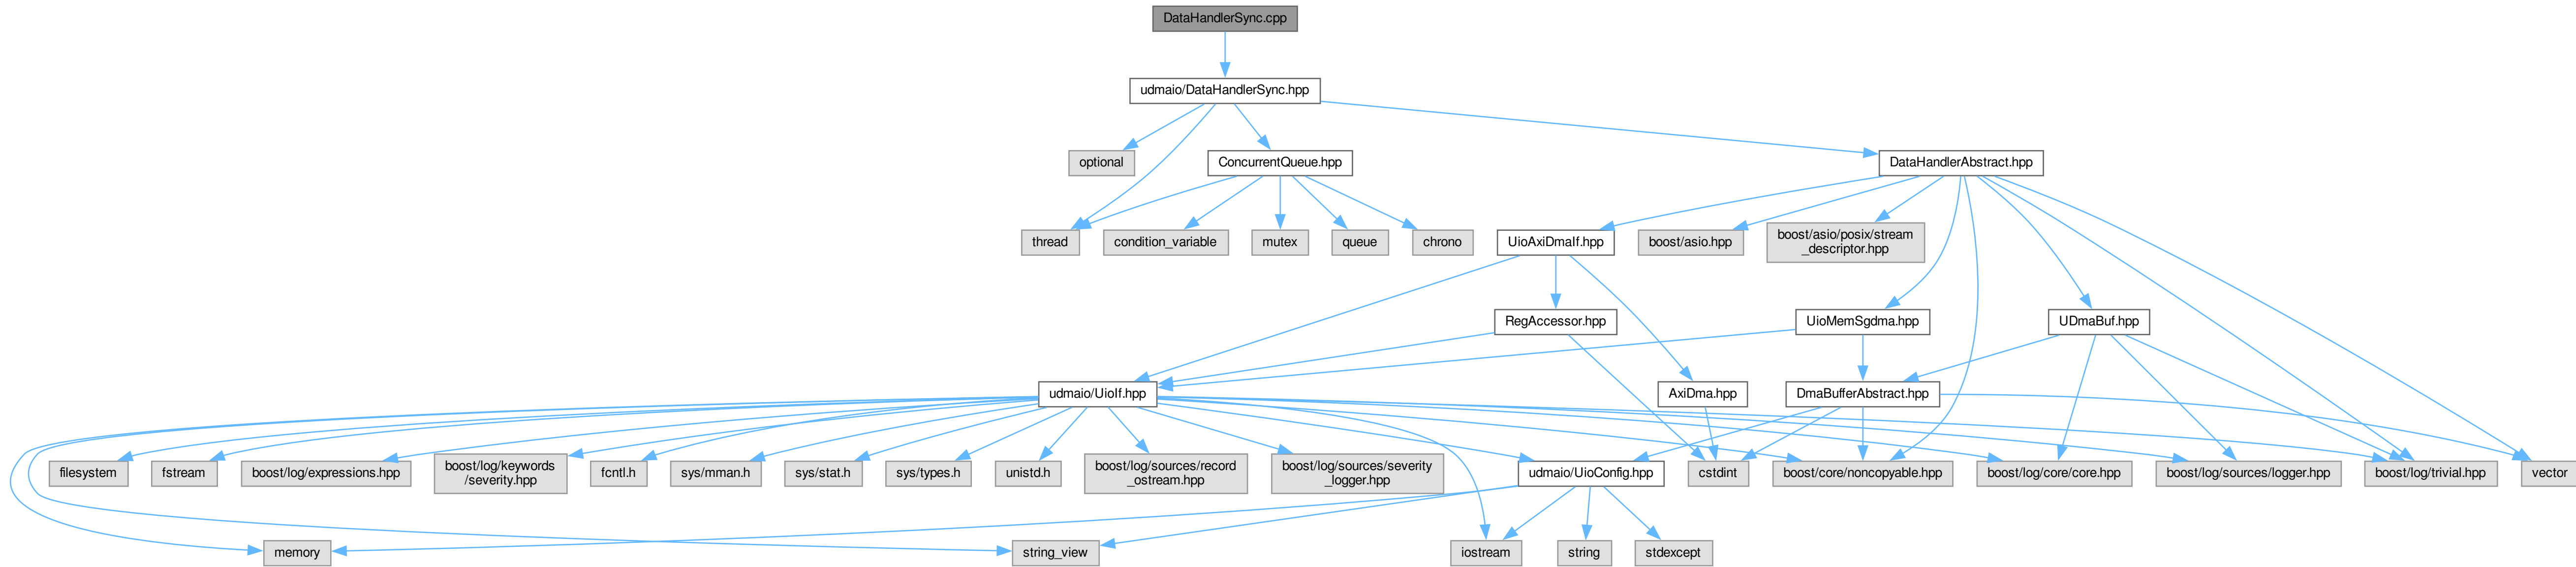 DataHandlerSync.cpp
udmaio/DataHandlerSync.hpp
optional
ConcurrentQueue.hpp
DataHandlerAbstract.hpp
thread
condition_variable
mutex
queue
chrono
UioAxiDmaIf.hpp
boost/asio.hpp
boost/asio/posix/stream
_descriptor.hpp
RegAccessor.hpp
UioMemSgdma.hpp
UDmaBuf.hpp
udmaio/UioIf.hpp
AxiDma.hpp
DmaBufferAbstract.hpp
filesystem
fstream
boost/log/expressions.hpp
boost/log/keywords
/severity.hpp
fcntl.h
sys/mman.h
sys/stat.h
sys/types.h
unistd.h
boost/log/sources/record
_ostream.hpp
boost/log/sources/severity
_logger.hpp
udmaio/UioConfig.hpp
cstdint
boost/core/noncopyable.hpp
boost/log/core/core.hpp
boost/log/sources/logger.hpp
boost/log/trivial.hpp
vector
memory
string_view
iostream
string
stdexcept